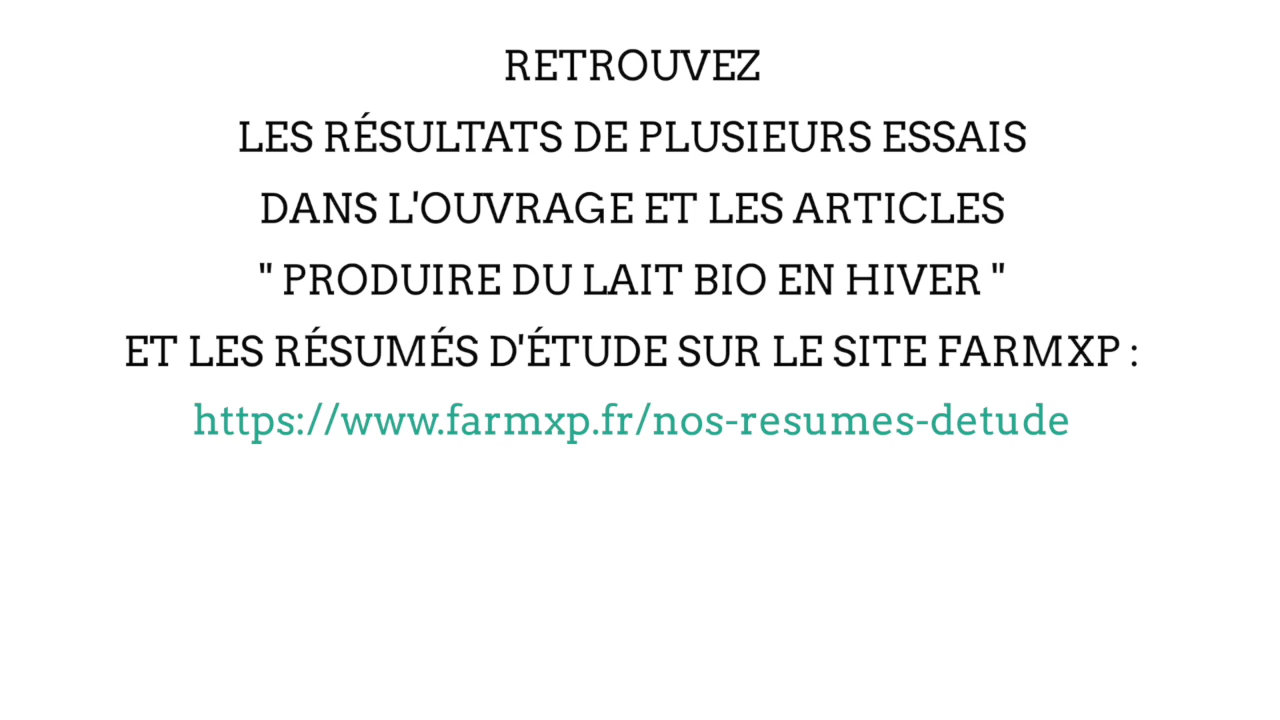 RETROUVEZ
LES RÉSULTATS DE PLUSIEURS ESSAIS
DANS L'OUVRAGE ET LES ARTICLES
" PRODUIRE DU LAIT BIO EN HIVER "
ET LES RÉSUMÉS D'ÉTUDE SUR LE SITE FARMXP :
https://www.farmxp.fr/nos-resumes-detude